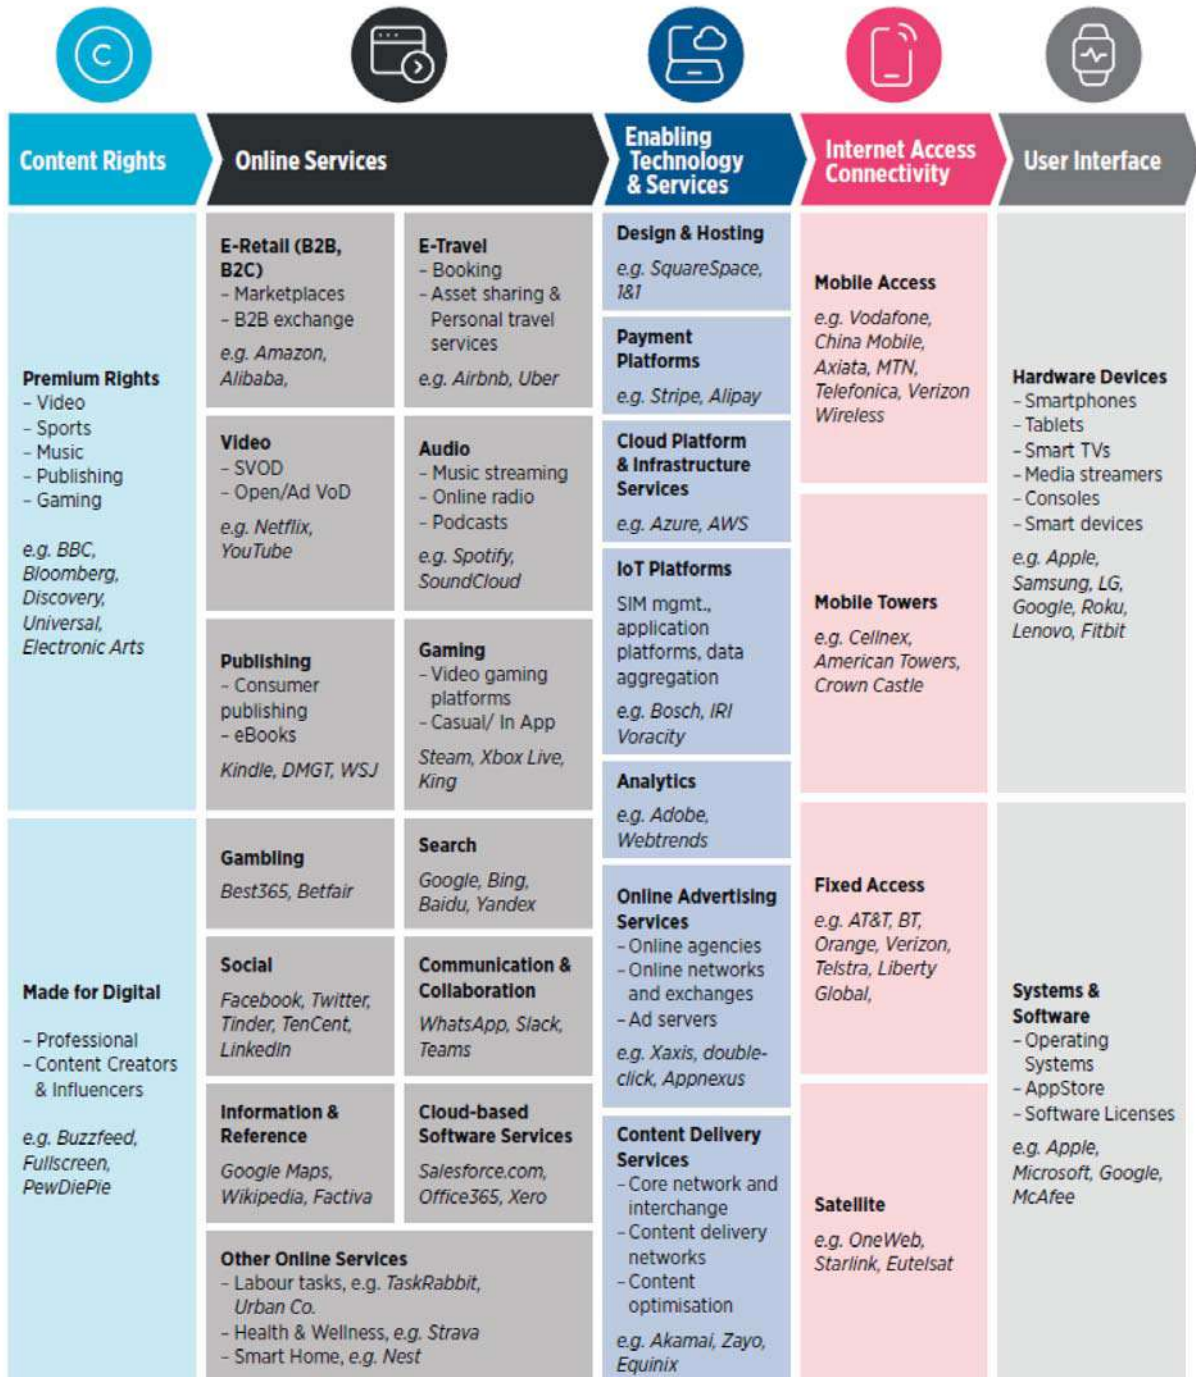 C
Content Rights
Online Services
Enabling
Technology
& Services
Internet Access
Connectivity
User Interface
Premium Rights
– Video
– Sports
– Music
– Publishing
– Gaming
e.g. BBC,
Bloomberg,
Discovery,
Universal,
Electronic Arts
Made for Digital
– Professional
– Content Creators
& Influencers
e.g. Buzzfeed,
Fullscreen,
PewDiePie
E-Retail (B2B,
B2C)
– Marketplaces
– B2B exchange
e.g. Amazon,
Alibaba,
E-Travel
– Booking
– Asset sharing &
Personal travel
services
e.g. Airbnb, Uber
Video
– SVOD
– Open/Ad VoD
e.g. Netflix,
YouTube
Audio
– Music streaming
– Online radio
– Podcasts
e.g. Spotify,
SoundCloud
Publishing
– Consumer
publishing
– eBooks
Kindle, DMGT, WSJ
Gaming
– Video gaming
platforms
– Casual/ In App
Steam, Xbox Live,
King
Gambling
Best365, Betfair
Search
Google, Bing,
Baidu, Yandex
Social
Facebook, Twitter,
Tinder, TenCent,
LinkedIn
Communication &
Collaboration
WhatsApp, Slack,
Teams
Information &
Reference
Google Maps,
Wikipedia, Factiva
Cloud-based
Software Services
Salesforce.com,
Office365, Xero
Other Online Services
– Labour tasks, e.g. TaskRabbit,
Urban Co.
– Health & Wellness, e.g. Strava
– Smart Home, e.g. Nest
Design & Hosting
e.g. SquareSpace,
1&1
Payment
Platforms
e.g. Stripe, Alipay
Cloud Platform
& Infrastructure
Services
e.g. Azure, AWS
IoT Platforms
SIM mgmt.,
application
platforms, data
aggregation
e.g. Bosch, IRI
Voracity
Analytics
e.g. Adobe,
Webtrends
Online Advertising
Services
– Online agencies
– Online networks
and exchanges
– Ad servers
e.g. Xaxis, double-
click, Appnexus
Content Delivery
Services
– Core network and
interchange
– Content delivery
networks
– Content
optimisation
e.g. Akamai, Zayo,
Equinix
Mobile Access
e.g. Vodafone,
China Mobile,
Axiata, MTN,
Telefonica, Verizon
Wireless
Mobile Towers
e.g. Cellnex,
American Towers,
Crown Castle
Fixed Access
e.g. AT&T, BT,
Orange, Verizon,
Telstra, Liberty
Global,
Satellite
e.g. OneWeb,
Starlink, Eutelsat
Hardware Devices
– Smartphones
– Tablets
– Smart TVs
– Media streamers
– Consoles
– Smart devices
e.g. Apple,
Samsung, LG,
Google, Roku,
Lenovo, Fitbit
Systems &
Software
– Operating
Systems
– AppStore
– Software Licenses
e.g. Apple,
Microsoft, Google,
McAfee